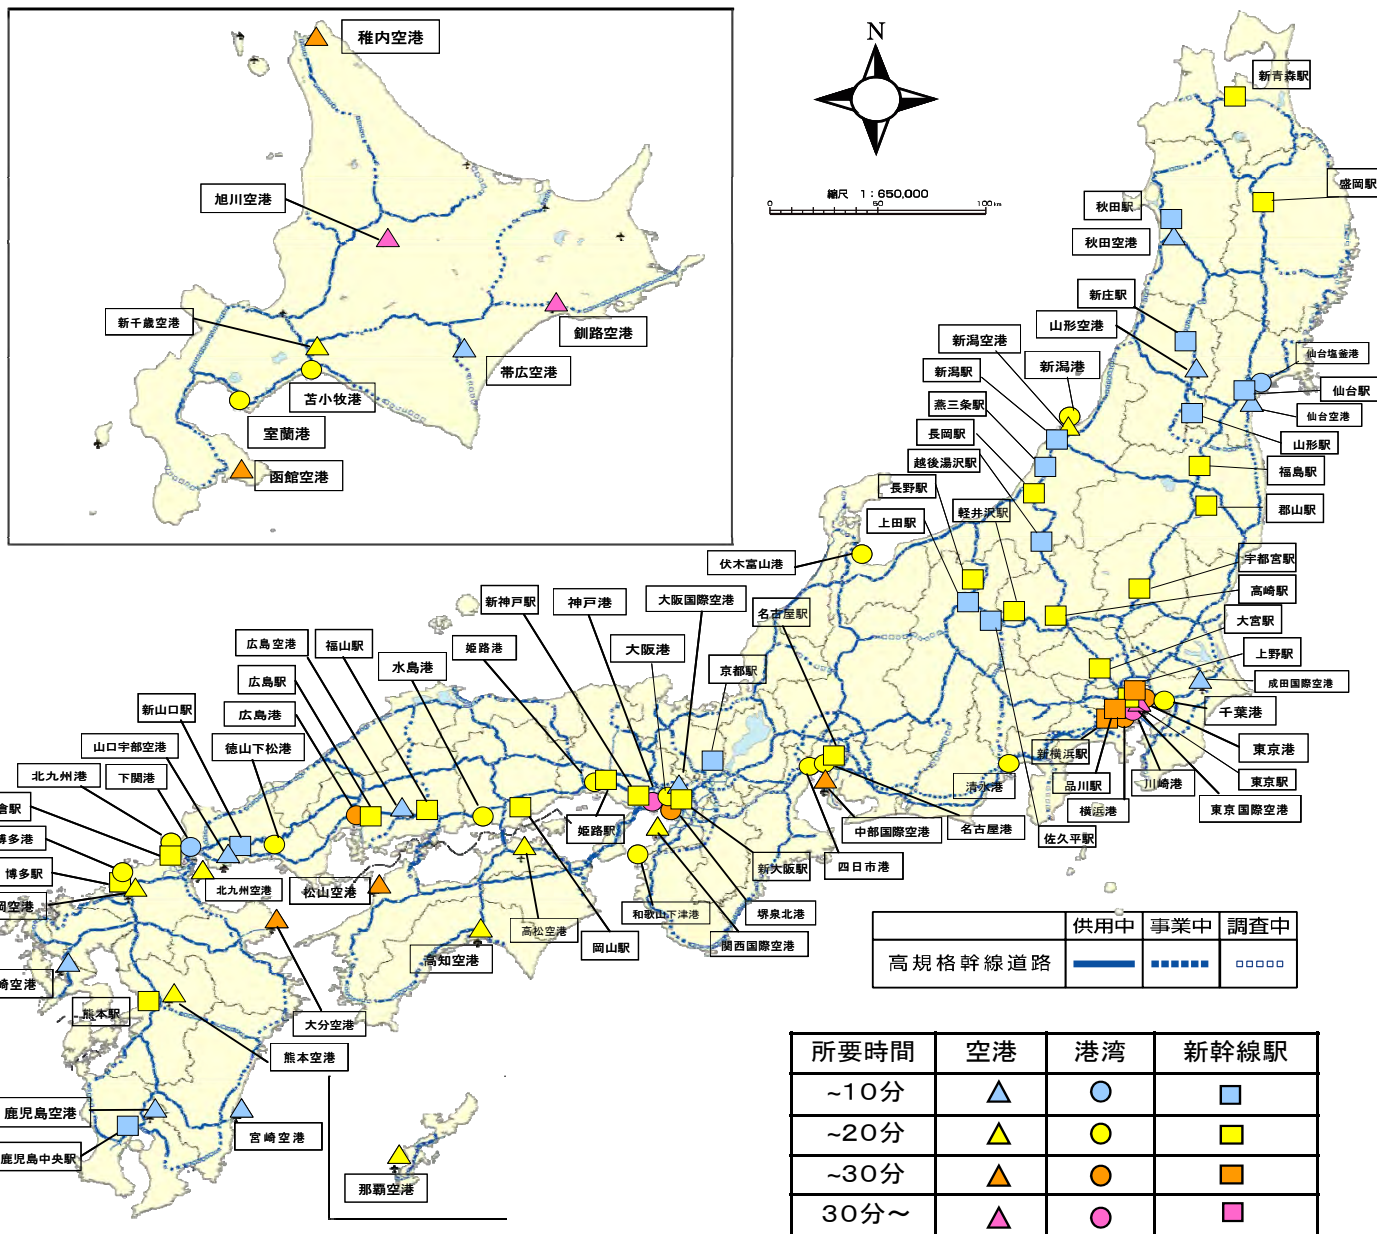 稚内空港
旭川空港
新千歳空港
釧路空港
帯広空港
苫小牧港
室蘭港
函館空港
N
縮尺 1：650,000
0 50 100km
新青森駅
盛岡駅
秋田駅
秋田空港
新庄駅
山形空港
新潟空港
新潟港
新潟駅
燕三条駅
長岡駅
越後湯沢駅
長野駅
軽井沢駅
上田駅
仙台塩釜港
仙台駅
仙台空港
山形駅
福島駅
郡山駅
宇都宮駅
高崎駅
大宮駅
上野駅
成田国際空港
千葉港
東京港
東京駅
東京国際空港
川崎港
新横浜駅
品川駅
横浜港
佐久平駅
清水港
伏木富山港
名古屋駅
大阪国際空港
神戸港
新神戸駅
大阪港
京都駅
姫路港
広島空港
福山駅
水島港
広島駅
広島港
新山口駅
山口宇部空港
徳山下松港
北九州港
下関港
倉駅
博多港
博多駅
岡空港
崎空港
北九州空港
松山空港
姫路駅
新大阪駅
中部国際空港
名古屋港
四日市港
和歌山下津港
堺泉北港
関西国際空港
高松空港
岡山駅
高知空港
熊本駅
大分空港
熊本空港
鹿児島空港
宮崎空港
鹿児島中央駅
那覇空港
供用中 事業中 調査中
高規格幹線道路
所要時間 空港 港湾 新幹線駅
~10分
~20分
~30分
30分～